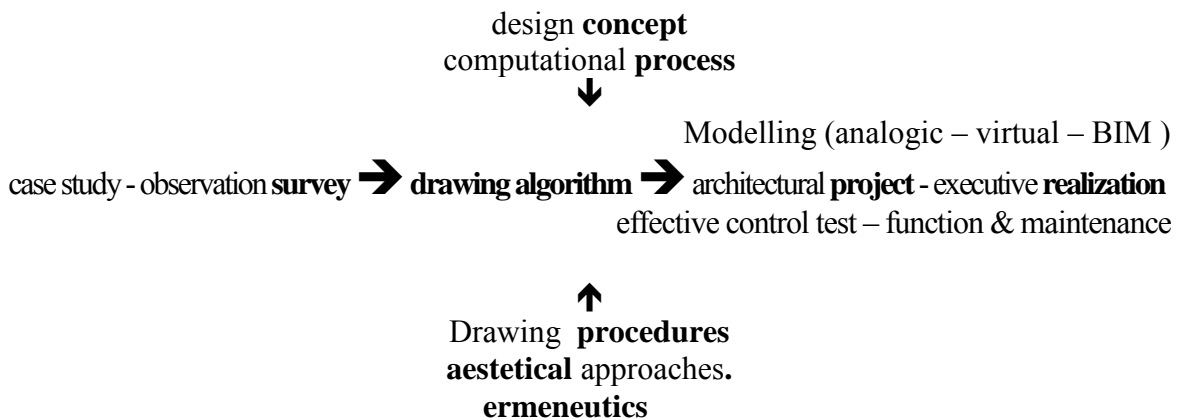 design concept
computational process
🡫
Modelling (analogic – virtual – BIM )
case study - observation survey ➔ drawing algorithm ➔ architectural project - executive realization
effective control test – function & maintenance
🡩
Drawing procedures
aestetical approaches.
ermeneutics